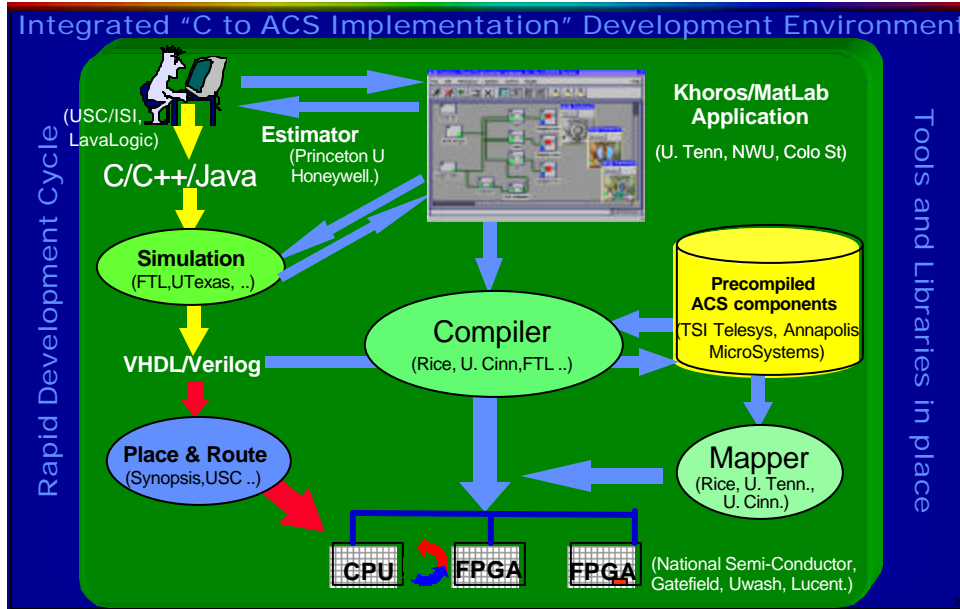 Integrated “C to ACS Implementation” Development Environment
Rapid Development Cycle
Tools and Libraries in place
(USC/ISI,
LavaLogic)
Estimator
(Princeton U
Honeywell.)
Khoros/MatLab
Application
(U. Tenn, NWU, Colo St)
C/C++/Java
Simulation
(FTL,UTexas, ..)
Precompiled
ACS components
(TSI Telesys, Annapolis
MicroSystems)
Compiler
(Rice, U. Cinn,FTL ..)
VHDL/Verilog
Place & Route
(Synopsis,USC ..)
Mapper
(Rice, U. Tenn.,
U. Cinn.)
CPU
FPGA
FPGA
(National Semi-Conductor,
Gatefield, Uwash, Lucent.)